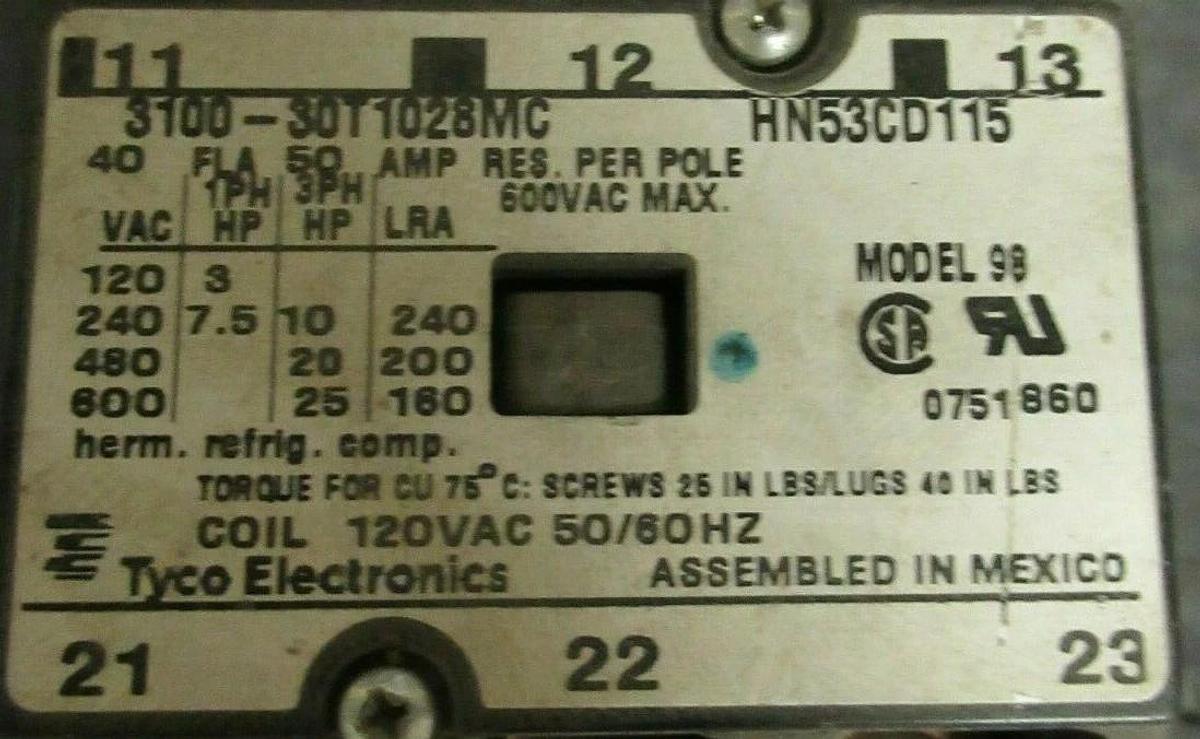 11 12 13
3100-30T1028MC HN53CD115
40 FLA 50 AMP RES. PER POLE
1PH 3PH 600VAC MAX.
VAC HP HP LRA
MODEL 98
120 3
240 7.5 10 240
480 20 200
600 25 160
0751860
herm. refrig. comp.
TORQUE FOR CU 75°C: SCREWS 25 IN LBS/LUGS 40 IN LBS
COIL 120VAC 50/60HZ
Tyco Electronics ASSEMBLED IN MEXICO
21 22 23